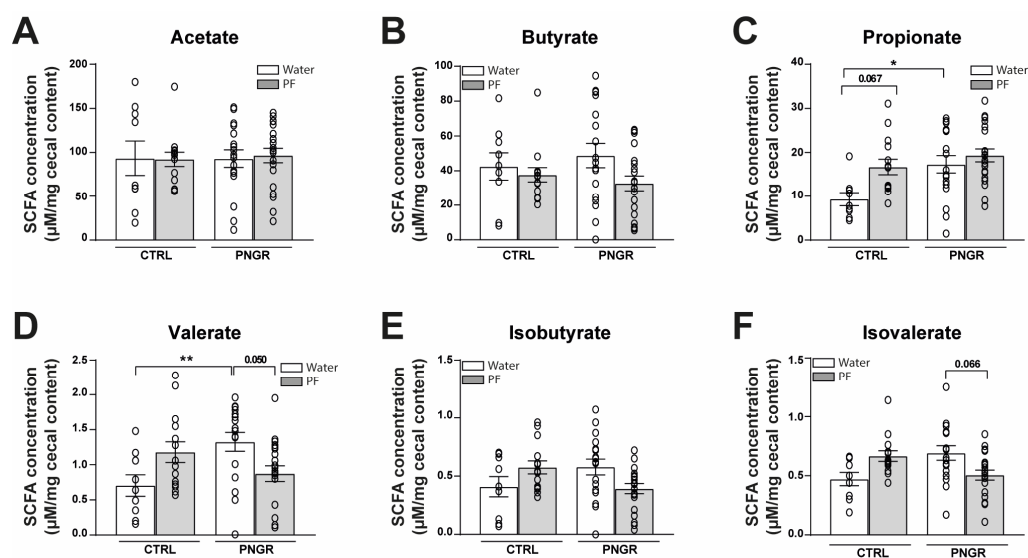 A
Acetate
SCFA concentration
(µM/mg cecal content)
200
150
100
50
0
Water
PF
CTRL
PNGR
B
Butyrate
SCFA concentration
(µM/mg cecal content)
100
80
60
40
20
0
Water
PF
CTRL
PNGR
C
Propionate
SCFA concentration
(µM/mg cecal content)
40
30
20
10
0
*
0.067
Water
PF
CTRL
PNGR
D
Valerate
SCFA concentration
(µM/mg cecal content)
2.5
2.0
1.5
1.0
0.5
0.0
**
0.050
Water
PF
CTRL
PNGR
E
Isobutyrate
SCFA concentration
(µM/mg cecal content)
1.5
1.0
0.5
0.0
Water
PF
CTRL
PNGR
F
Isovalerate
SCFA concentration
(µM/mg cecal content)
1.5
1.0
0.5
0.0
Water
PF
0.066
CTRL
PNGR